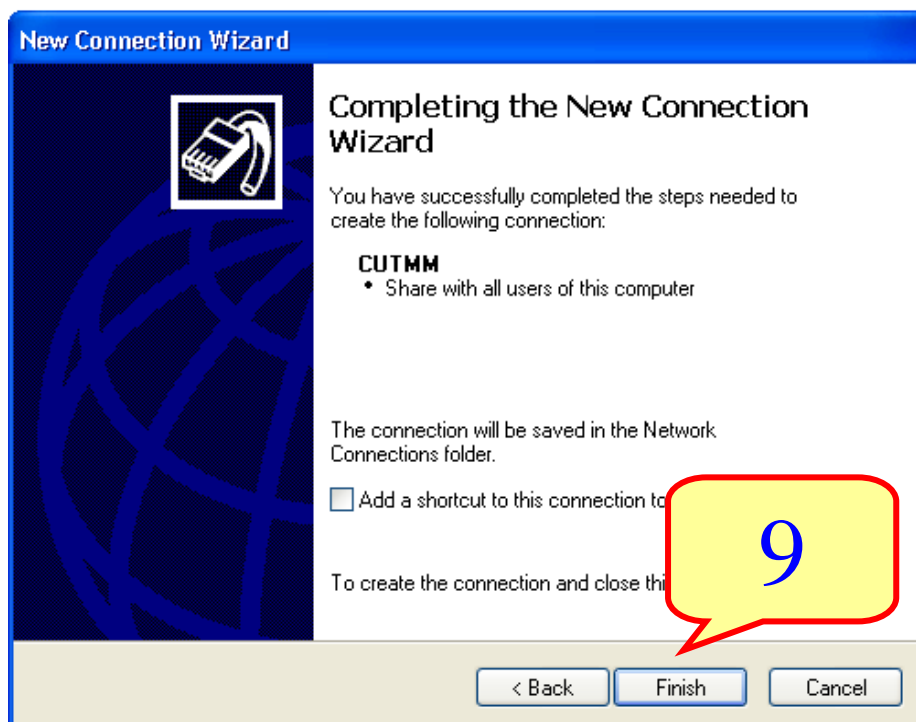 New Connection Wizard
Completing the New Connection
Wizard
You have successfully completed the steps needed to
create the following connection:
CUTMM
• Share with all users of this computer
The connection will be saved in the Network
Connections folder.
Add a shortcut to this connection to
9
To create the connection and close thi
< Back
Finish
Cancel